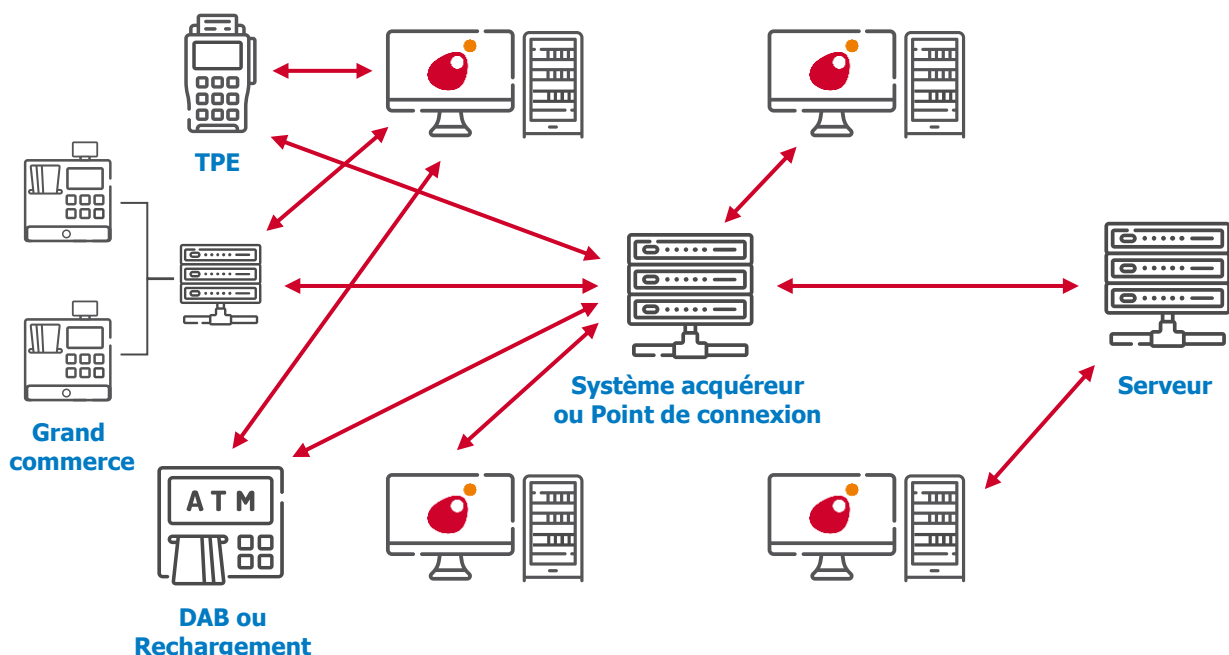 TPE
Grand
commerce
Système acquéreur
ou Point de connexion
Serveur
ATM
DAB ou
Rechargement